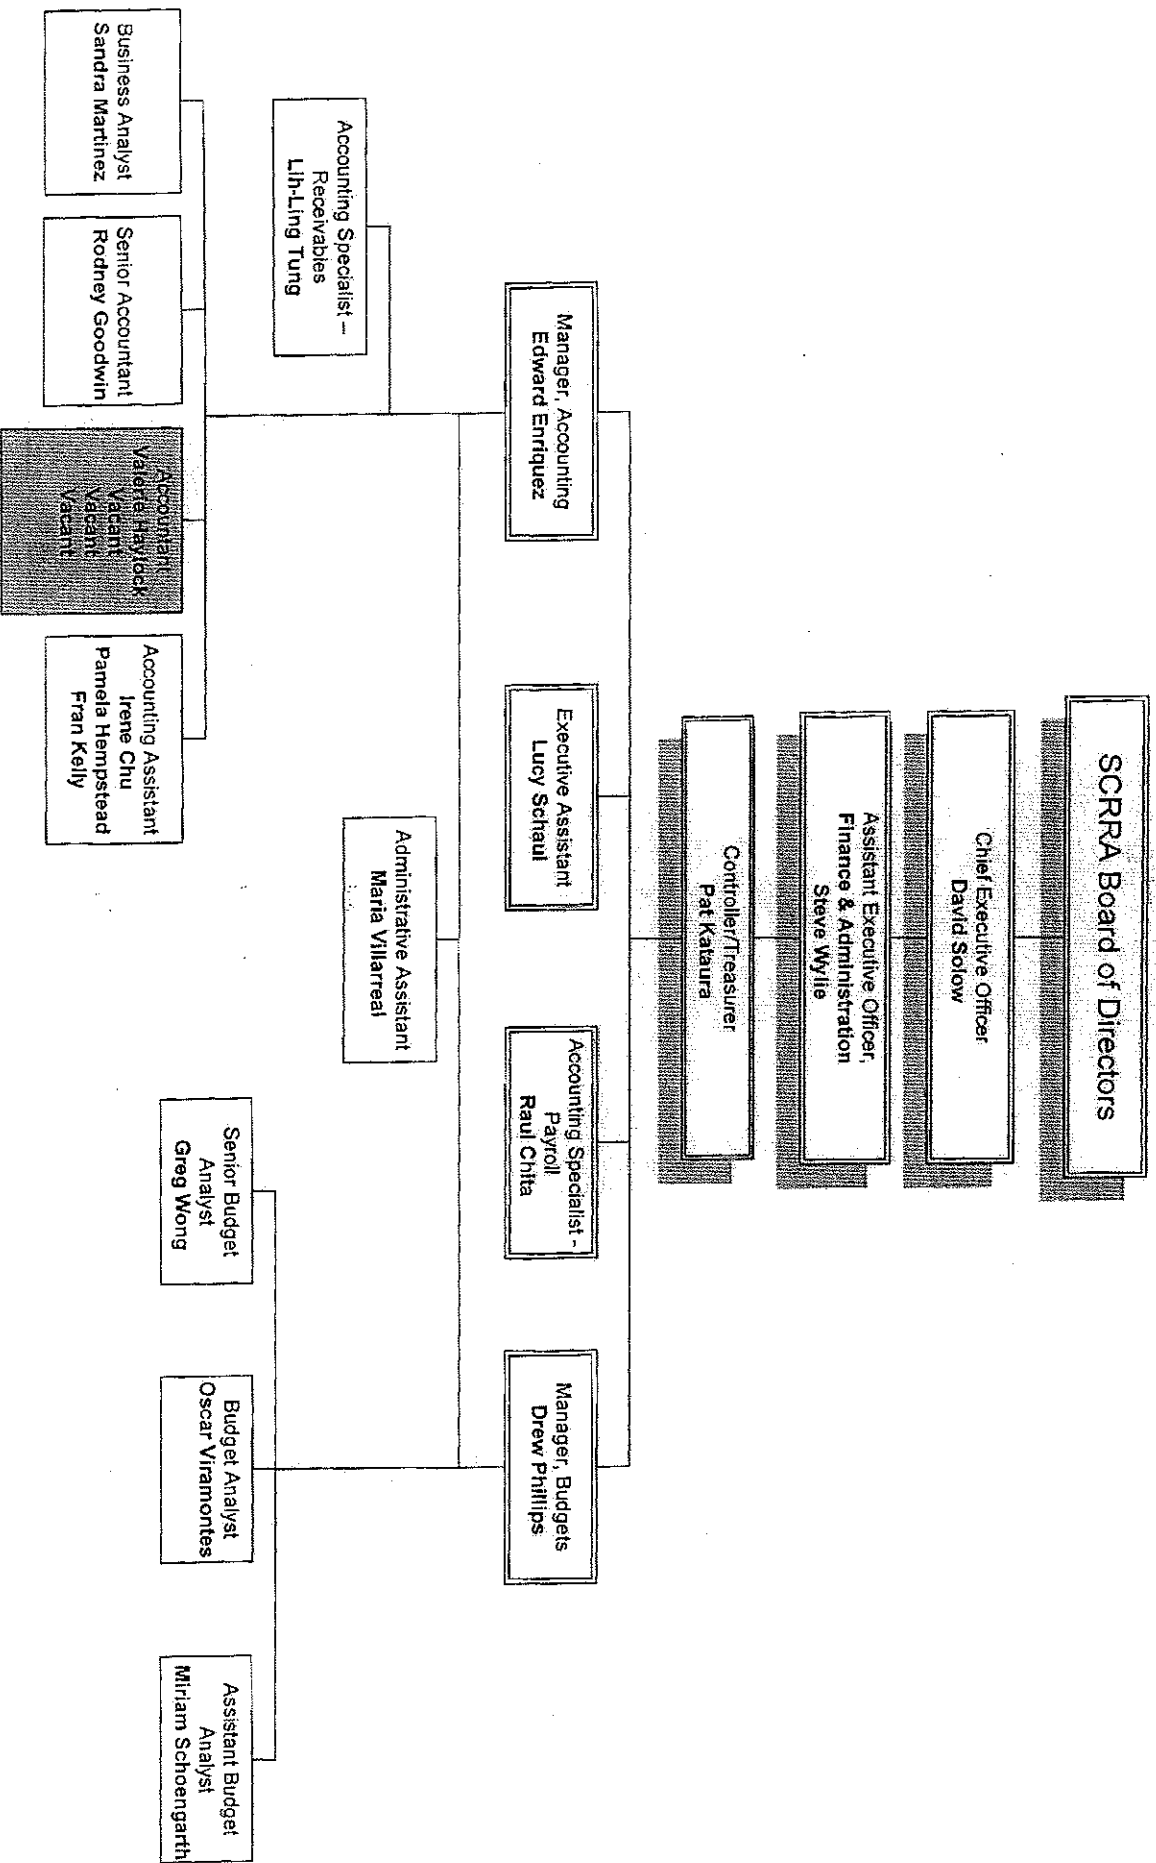 SCRRA Board of Directors
Chief Executive Officer
David Solow
Assistant Executive Officer,
Finance & Administration
Steve Wylie
Controller/Treasurer
Pat Kataura
Manager, Accounting
Edward Enriquez
Executive Assistant
Lucy Schaul
Accounting Specialist –
Payroll
Raul Chita
Manager, Budgets
Drew Phillips
Administrative Assistant
Maria Villarreal
Accounting Specialist –
Receivables
Lih-Ling Tung
Business Analyst
Sandra Martinez
Senior Accountant
Rodney Goodwin
Accountant
Valerie Haylock
Vacant
Vacant
Vacant
Accounting Assistant
Irene Chu
Pamela Hempstead
Fran Kelly
Senior Budget
Analyst
Greg Wong
Budget Analyst
Oscar Viramontes
Assistant Budget
Analyst
Miriam Schoengarth